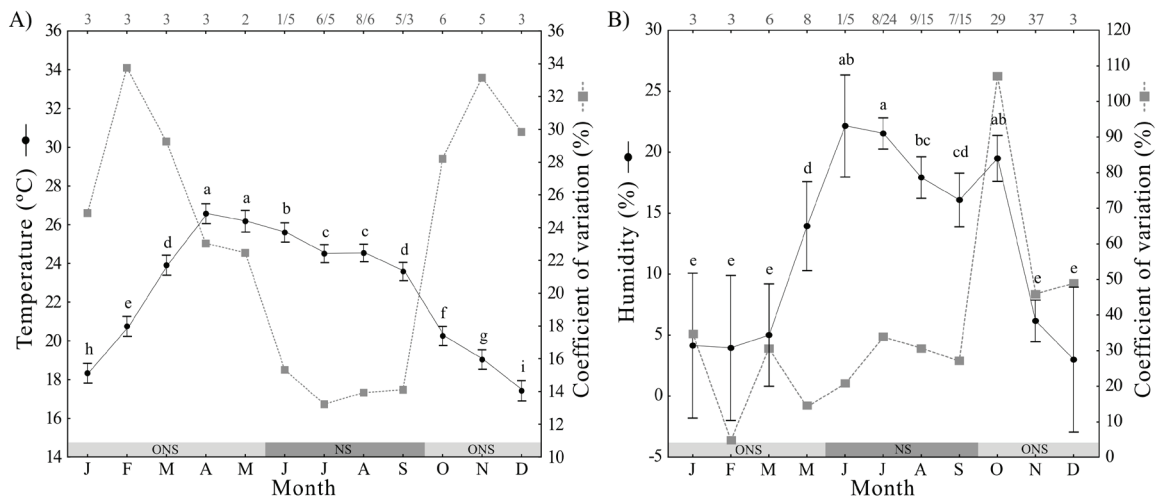 A)
3 3 3 3 2 1/5 6/5 8/6 5/3 6 5 3
36 34 32 30 28 26 24 22 20 18 16 14
Temperature (ºC)
h e d a a b c c d f g i
36 34 32 30 28 26 24 22 20 18 16 14 12 10
Coefficient of variation (%)
ONS NS ONS
J F M A M J J A S O N D
Month
B)
3 3 6 8 1/5 8/24 9/15 7/15 29 37 3
30 25 20 15 10 5 0 -5
Humidity (%)
e e e d ab a bc cd ab e e
120 110 100 90 80 70 60 50 40 30 20 10 0
Coefficient of variation (%)
ONS NS ONS
J F M M J J A S O N D
Month